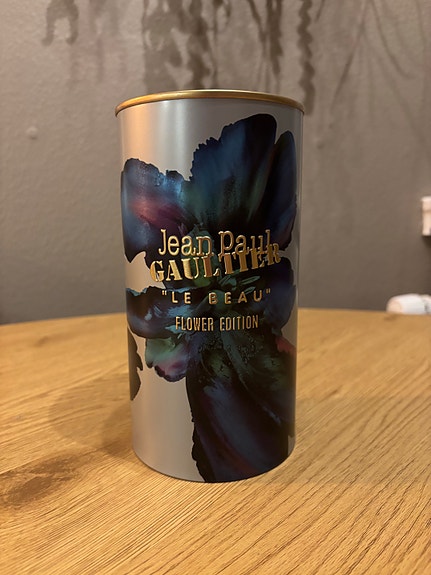 Jean Paul
GAULTIER
"LE BEAU"
FLOWER EDITION